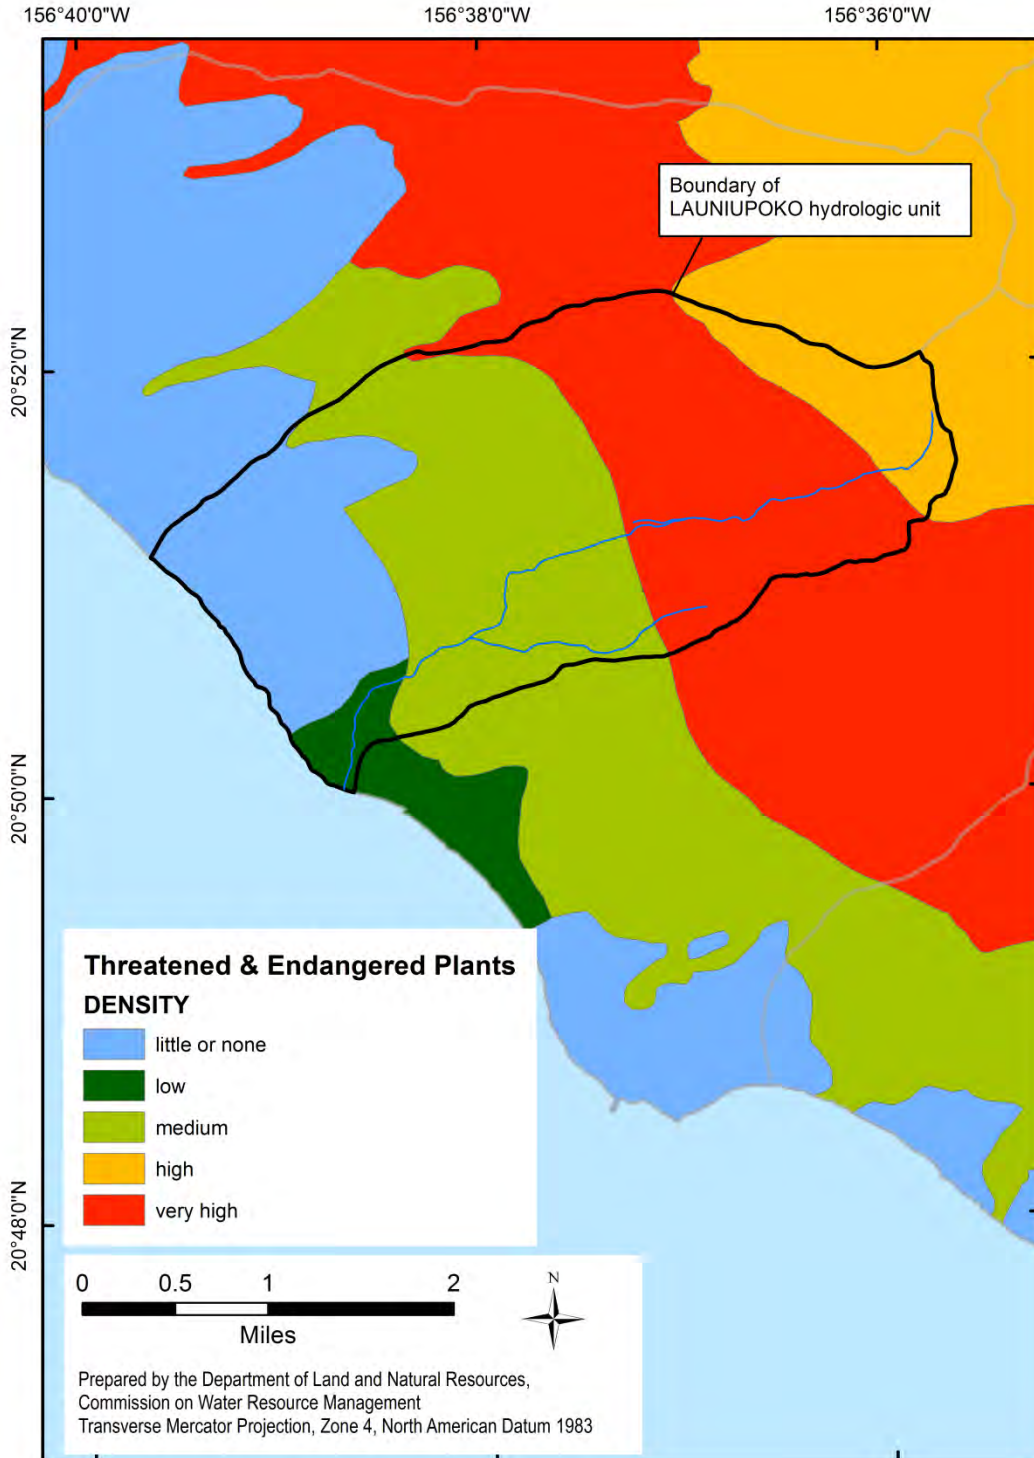 156°40'0"W
156°38'0"W
156°36'0"W
Boundary of
LAUNIUPOKO hydrologic unit
20°52'0"N
20°50'0"N
20°48'0"N
Threatened & Endangered Plants
DENSITY
little or none
low
medium
high
very high
0 0.5 1 2
Miles
N
Prepared by the Department of Land and Natural Resources,
Commission on Water Resource Management
Transverse Mercator Projection, Zone 4, North American Datum 1983